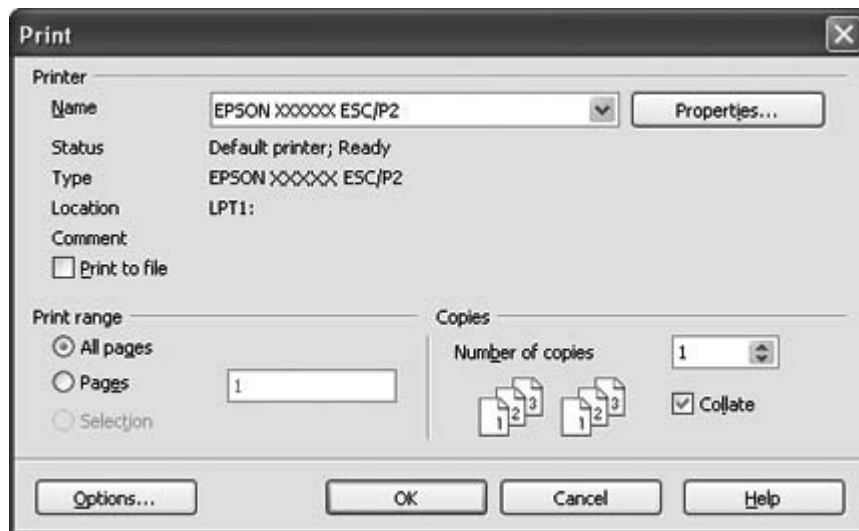 Print
Printer
Name EPSON XXXXXX ESC/P2 Properties...
Status Default printer; Ready
Type EPSON XXXXXX ESC/P2
Location LPT1:
Comment
Print to file
Print range
All pages
Pages 1
Selection
Copies
Number of copies 1
1 2 3 1 2 3
Collate
Options... OK Cancel Help